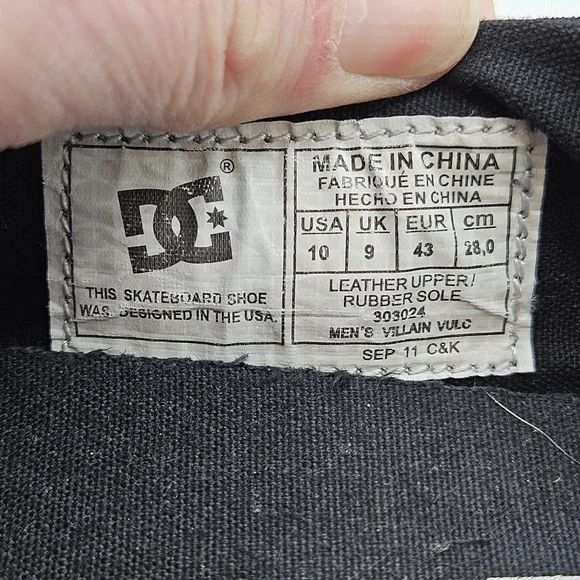 DC
®
THIS SKATEBOARD SHOE
WAS DESIGNED IN THE USA.
MADE IN CHINA
FABRIQUÉ EN CHINE
HECHO EN CHINA
USA UK EUR cm
10 9 43 28,0
LEATHER UPPER/
RUBBER SOLE
303024
MEN'S VILLAIN VULC
SEP 11 C&K